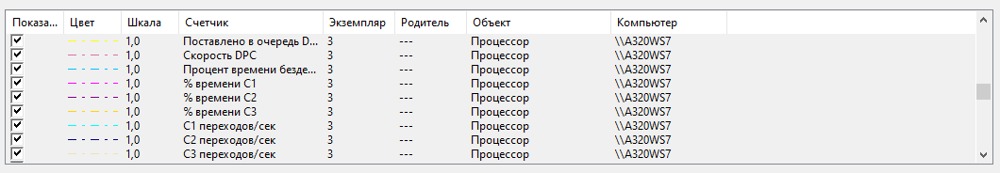 Показа... Цвет Шкала Счетчик Экземпляр Родитель Объект Компьютер
1,0 Поставлено в очередь D... 3 --- Процессор \\A320WS7
1,0 Скорость DPC 3 --- Процессор \\A320WS7
1,0 Процент времени безде... 3 --- Процессор \\A320WS7
1,0 % времени C1 3 --- Процессор \\A320WS7
1,0 % времени C2 3 --- Процессор \\A320WS7
1,0 % времени C3 3 --- Процессор \\A320WS7
1,0 C1 переходов/сек 3 --- Процессор \\A320WS7
1,0 C2 переходов/сек 3 --- Процессор \\A320WS7
1,0 C3 переходов/сек 3 --- Процессор \\A320WS7